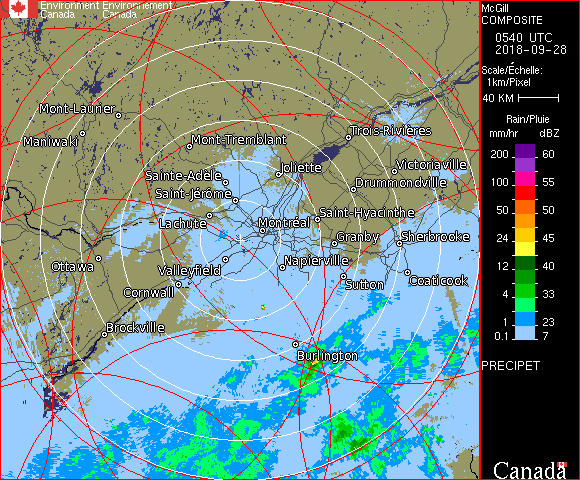 Environment Environnement
Canada Canada
McGill
COMPOSITE
0540 UTC
2018-09-28
Scale/Échelle:
1km/Pixel
40 KM
Rain/Pluie
mm/hr dBZ
200 60
100 55
50 50
24 45
12 40
4 33
1 23
0.1 7
PRECIPET
Canada
Mont-Laurier
Maniwaki
Mont-Tremblant
Trois-Rivières
Joliette
Victoriaville
Sainte-Adèle
Drummondville
Saint-Jérôme
Lachute
Montréal
Saint-Hyacinthe
Granby
Sherbrooke
Ottawa
Valleyfield
Napierville
Cornwall
Sutton
Coaticook
Brockville
Burlington